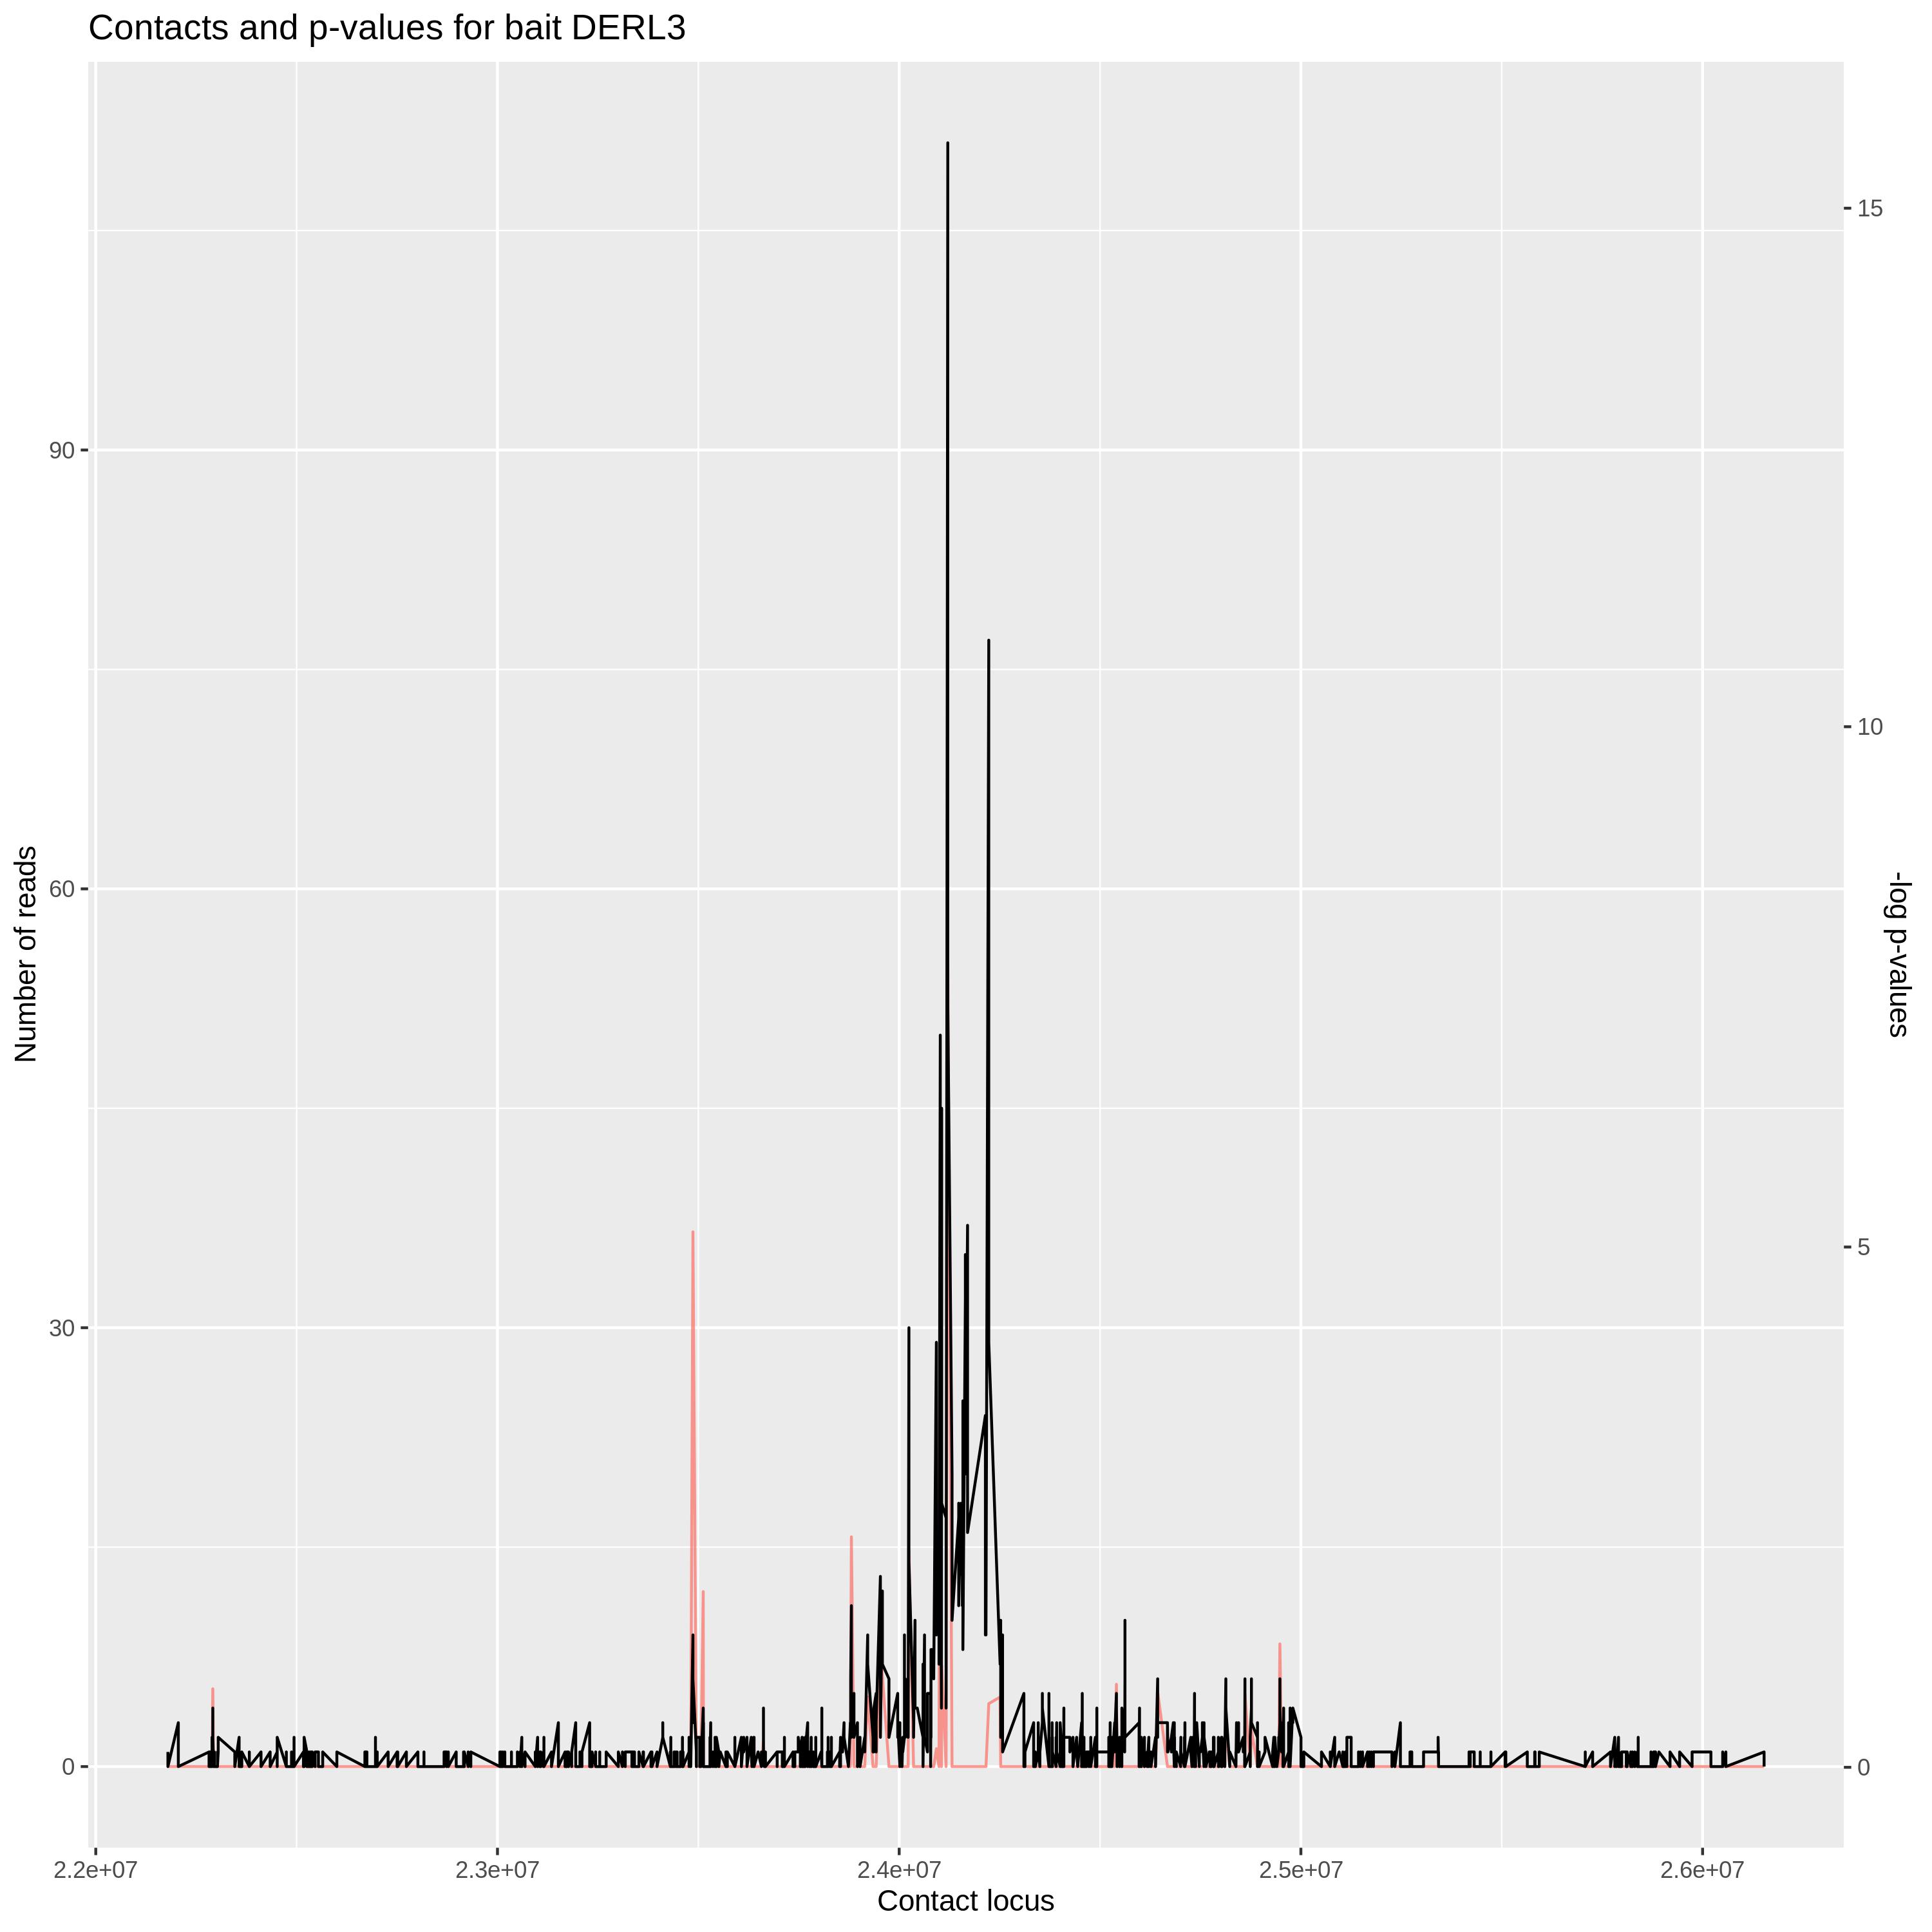 Contacts and p-values for bait DERL3
15
90
10
60
Number of reads
-log p-values
5
30
0
0
2.2e+07 2.3e+07 2.4e+07 2.5e+07 2.6e+07
Contact locus